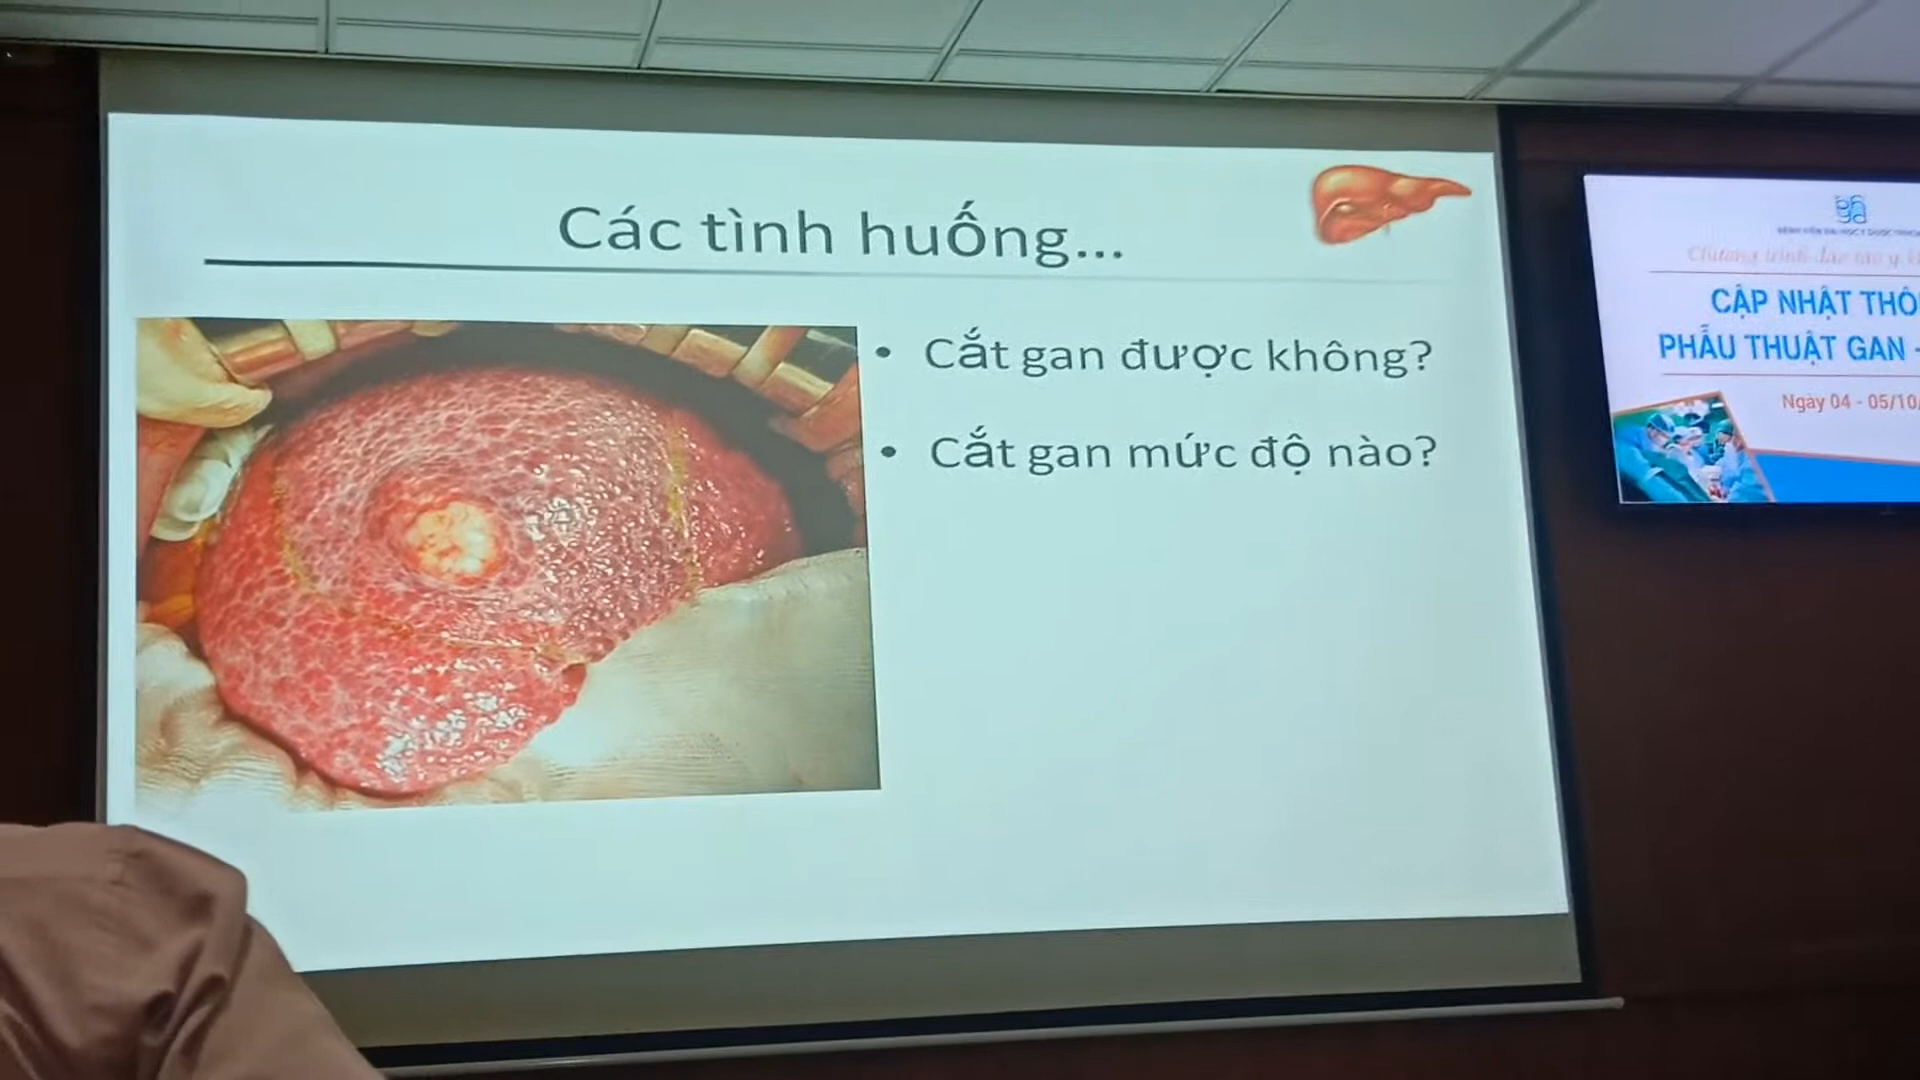 Các tình huống...
• Cắt gan được không?
• Cắt gan mức độ nào?
CẬP NHẬT THÔ
PHẪU THUẬT GAN -
Ngày 04 - 05/10/